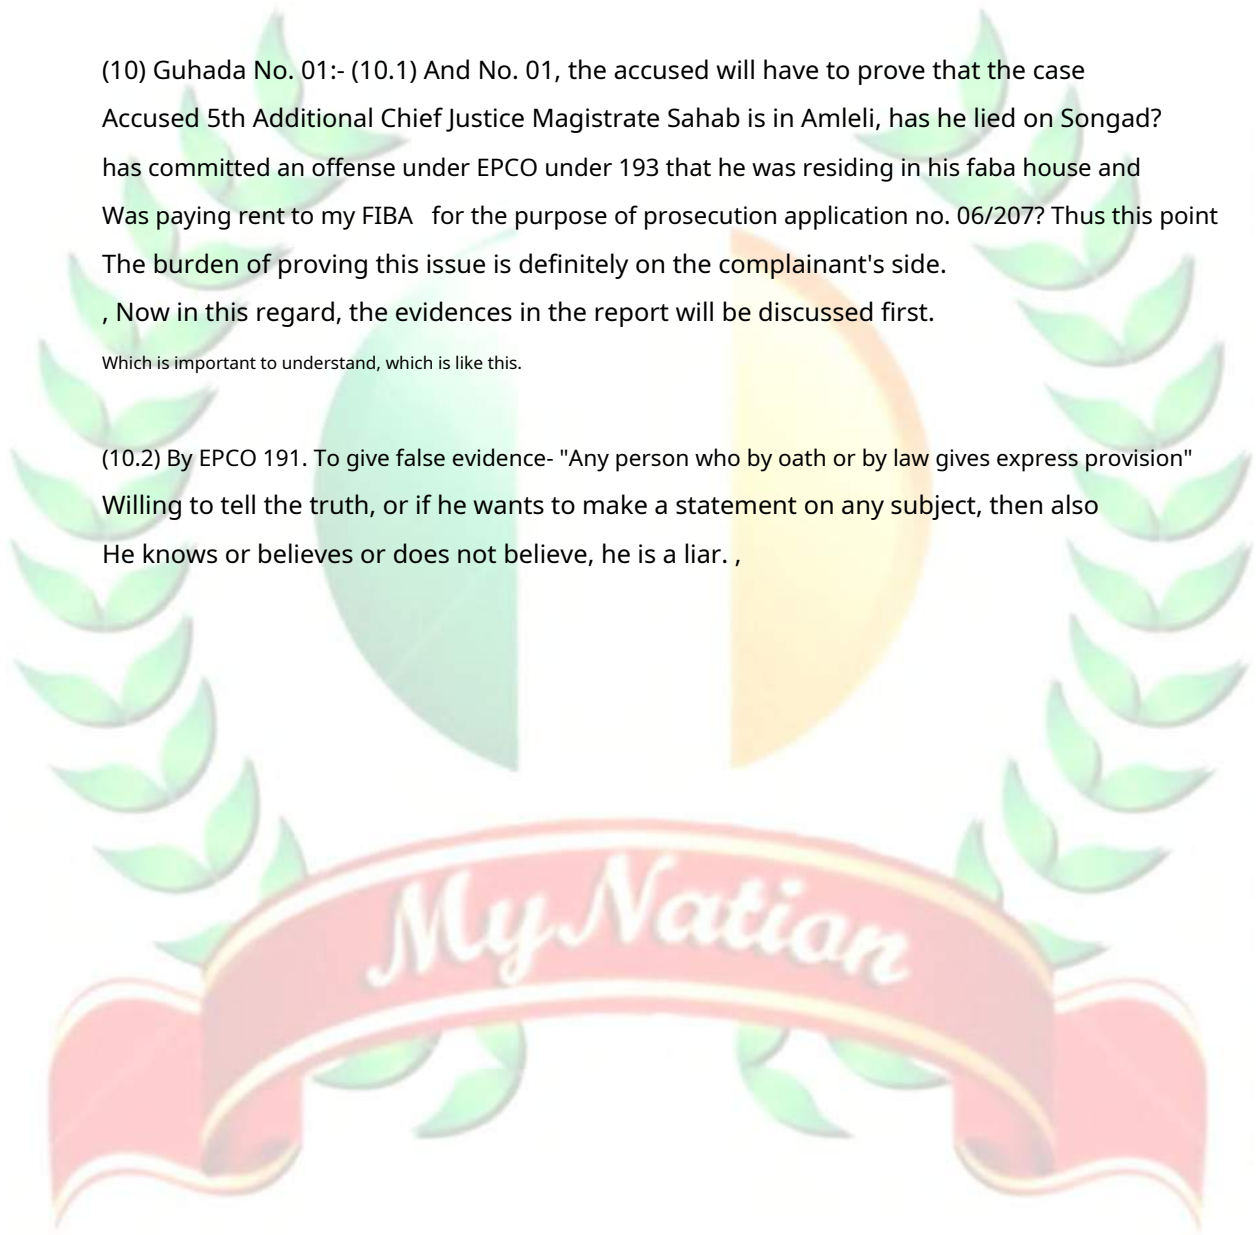 (10) Guhada No. 01:- (10.1) And No. 01, the accused will have to prove that the case
Accused 5th Additional Chief Justice Magistrate Sahab is in Amleli, has he lied on Songad?
has committed an offense under EPCO under 193 that he was residing in his faba house and
Was paying rent to my FIBA for the purpose of prosecution application no. 06/207? Thus this point
The burden of proving this issue is definitely on the complainant's side.
, Now in this regard, the evidences in the report will be discussed first.
Which is important to understand, which is like this.
(10.2) By EPCO 191. To give false evidence- "Any person who by oath or by law gives express provision"
Willing to tell the truth, or if he wants to make a statement on any subject, then also
He knows or believes or does not believe, he is a liar. ,
MyNation